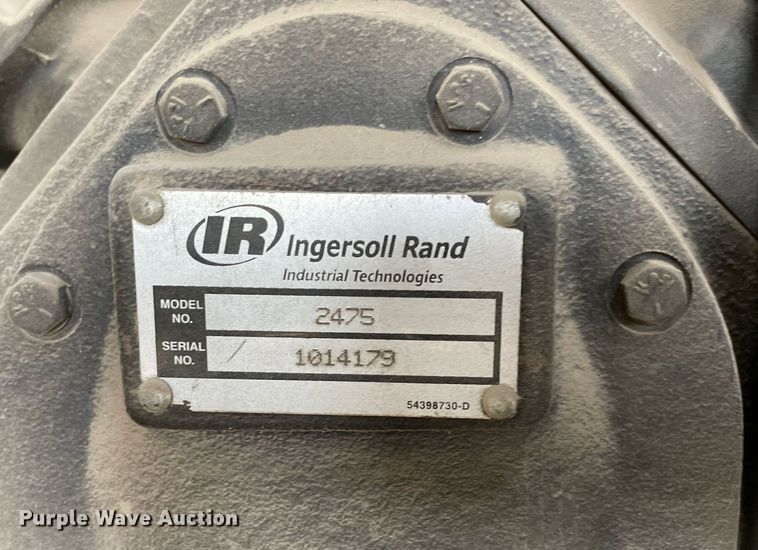 IR Ingersoll Rand
Industrial Technologies
MODEL NO. 2475
SERIAL NO. 1014179
54398730-D
Purple Wave Auction